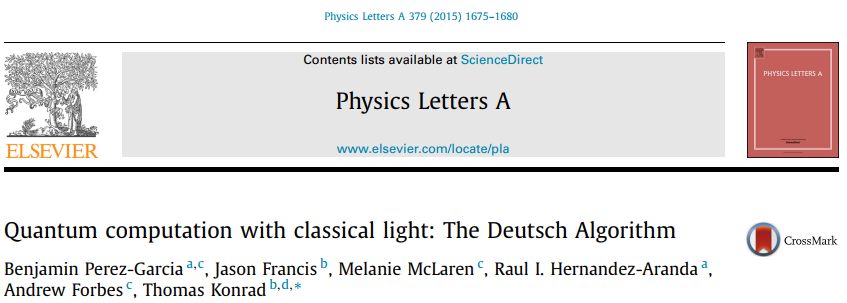 Physics Letters A 379 (2015) 1675–1680
Contents lists available at ScienceDirect
Physics Letters A
www.elsevier.com/locate/pla
ELSEVIER
PHYSICS LETTERS A
Quantum computation with classical light: The Deutsch Algorithm
CrossMark
Benjamin Perez-Garcia a,c, Jason Francis b, Melanie McLaren c, Raul I. Hernandez-Aranda a,
Andrew Forbes c, Thomas Konrad b,d,*